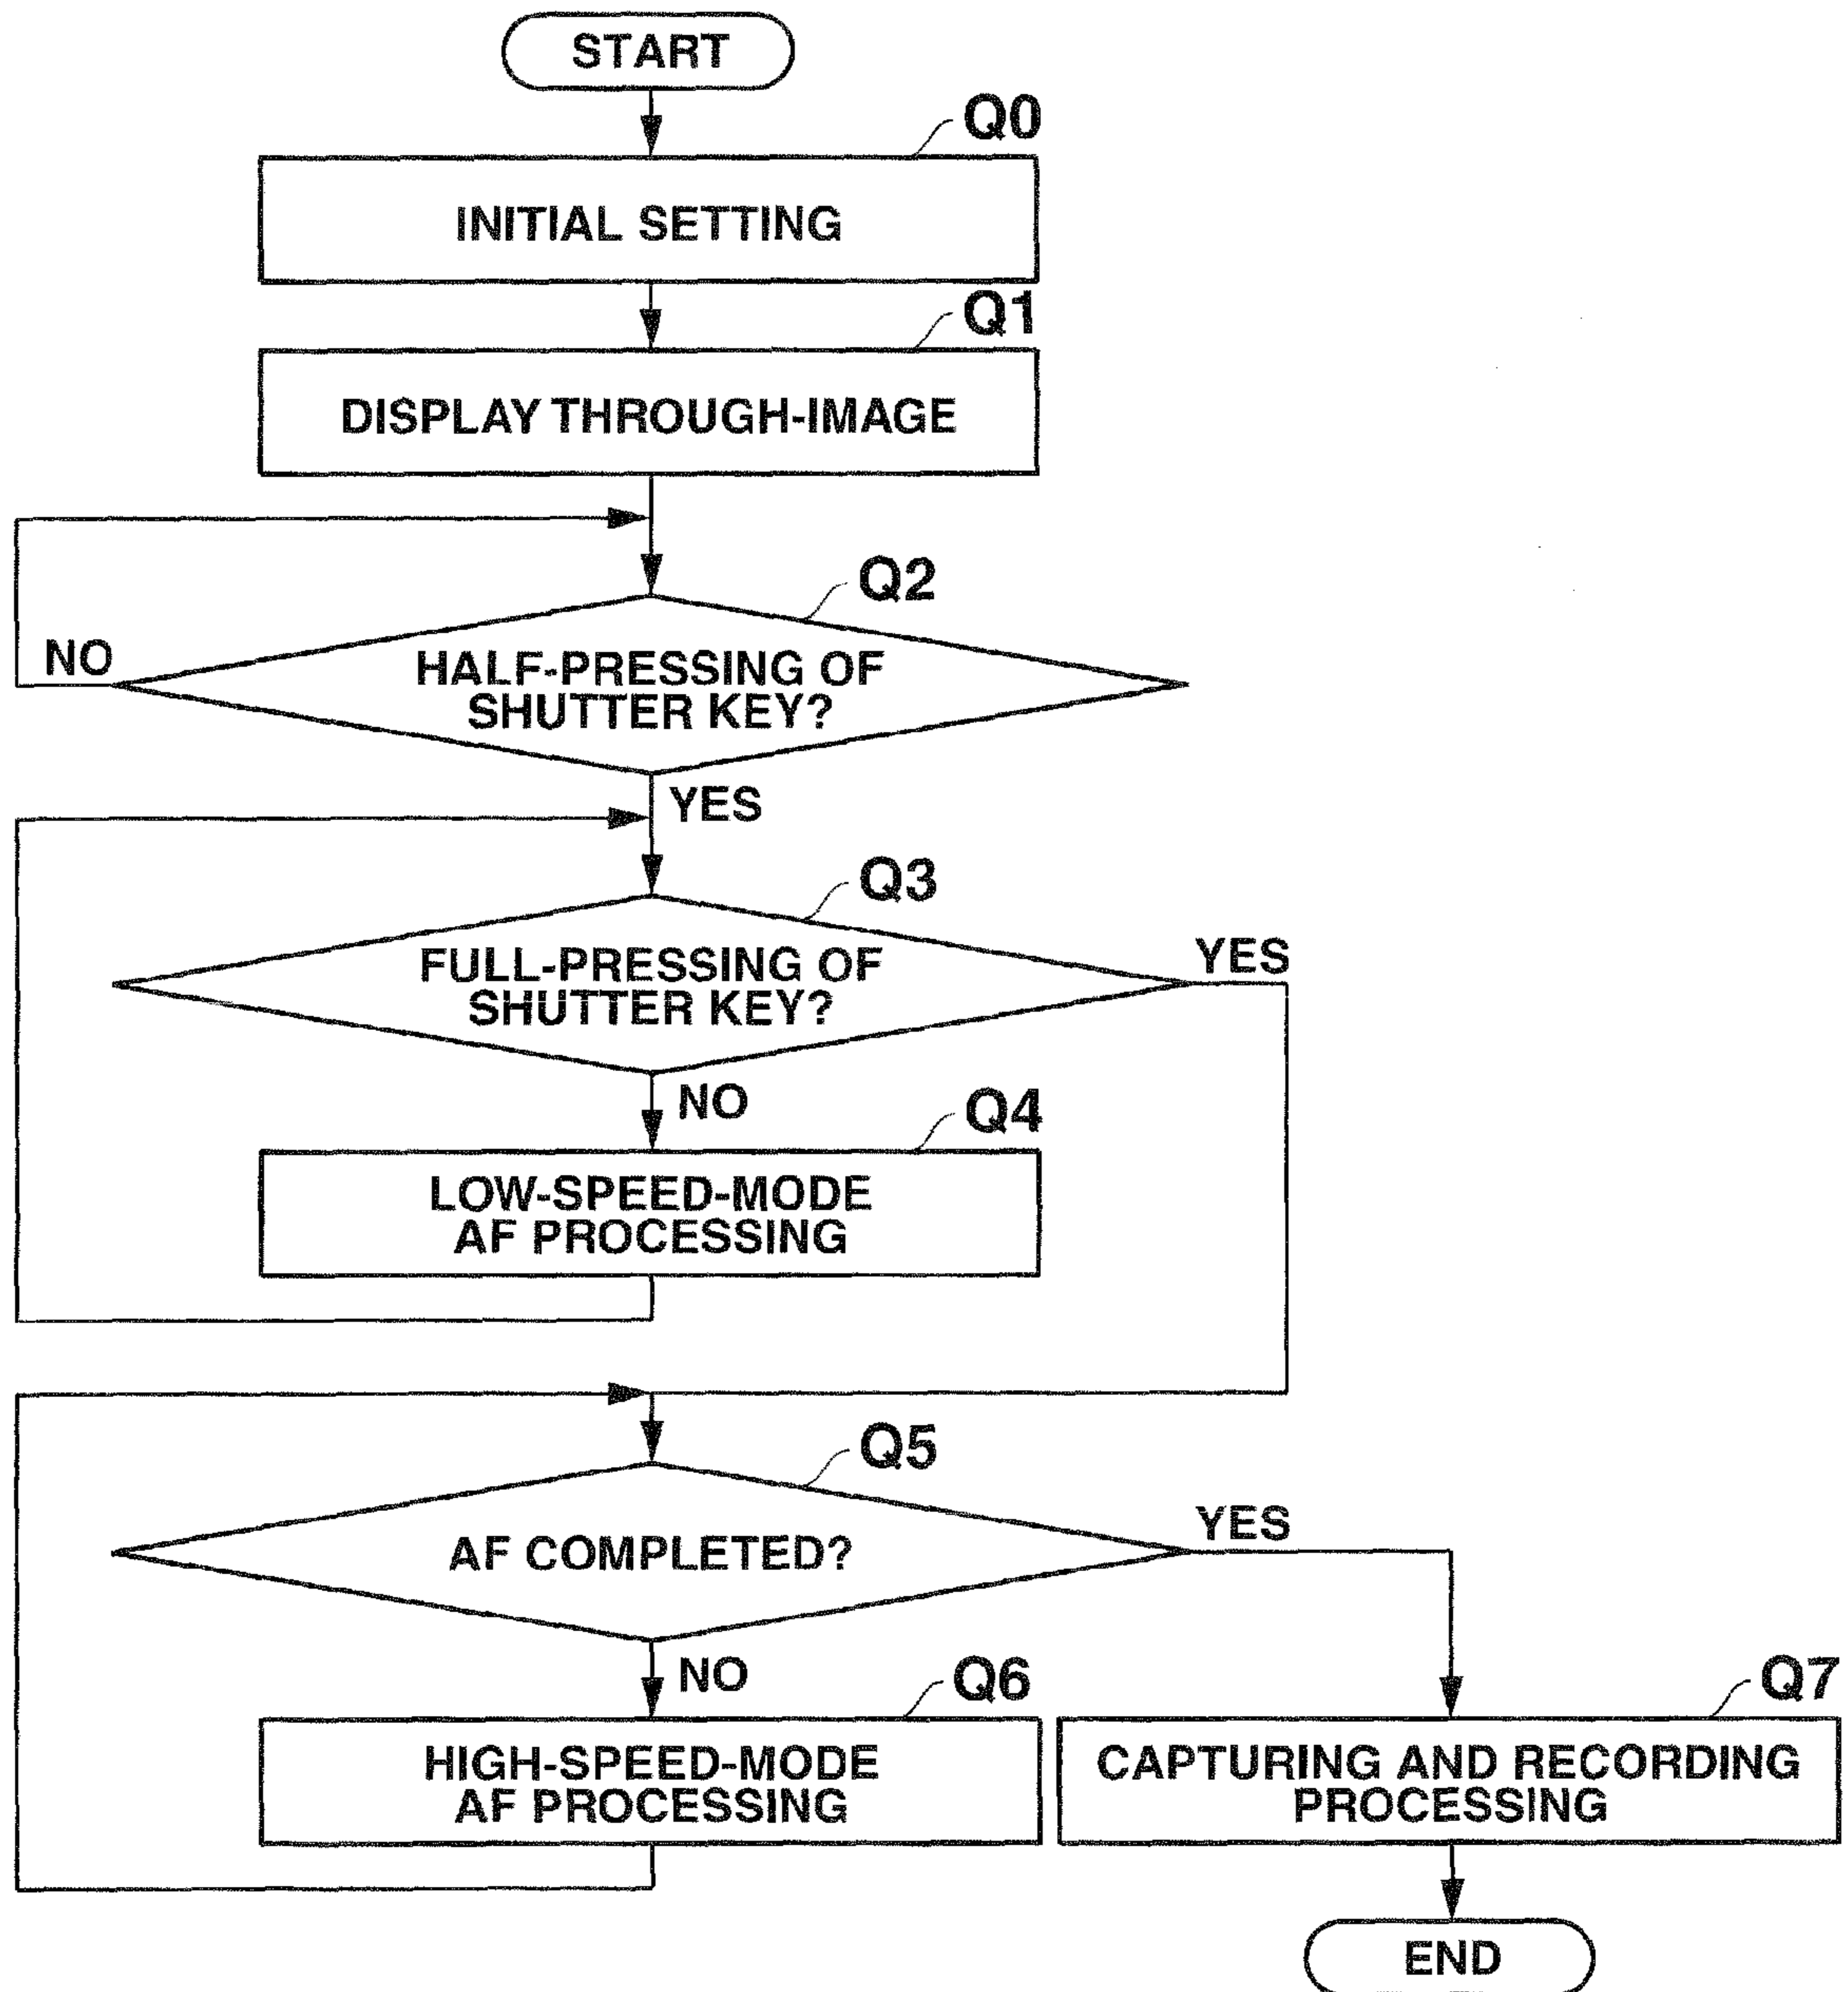 START
Q0
INITIAL SETTING
Q1
DISPLAY THROUGH-IMAGE
Q2
NO
HALF-PRESSING OF
SHUTTER KEY?
YES
Q3
FULL-PRESSING OF
SHUTTER KEY?
YES
NO
Q4
LOW-SPEED-MODE
AF PROCESSING
Q5
AF COMPLETED?
YES
NO
Q6
HIGH-SPEED-MODE
AF PROCESSING
Q7
CAPTURING AND RECORDING
PROCESSING
END